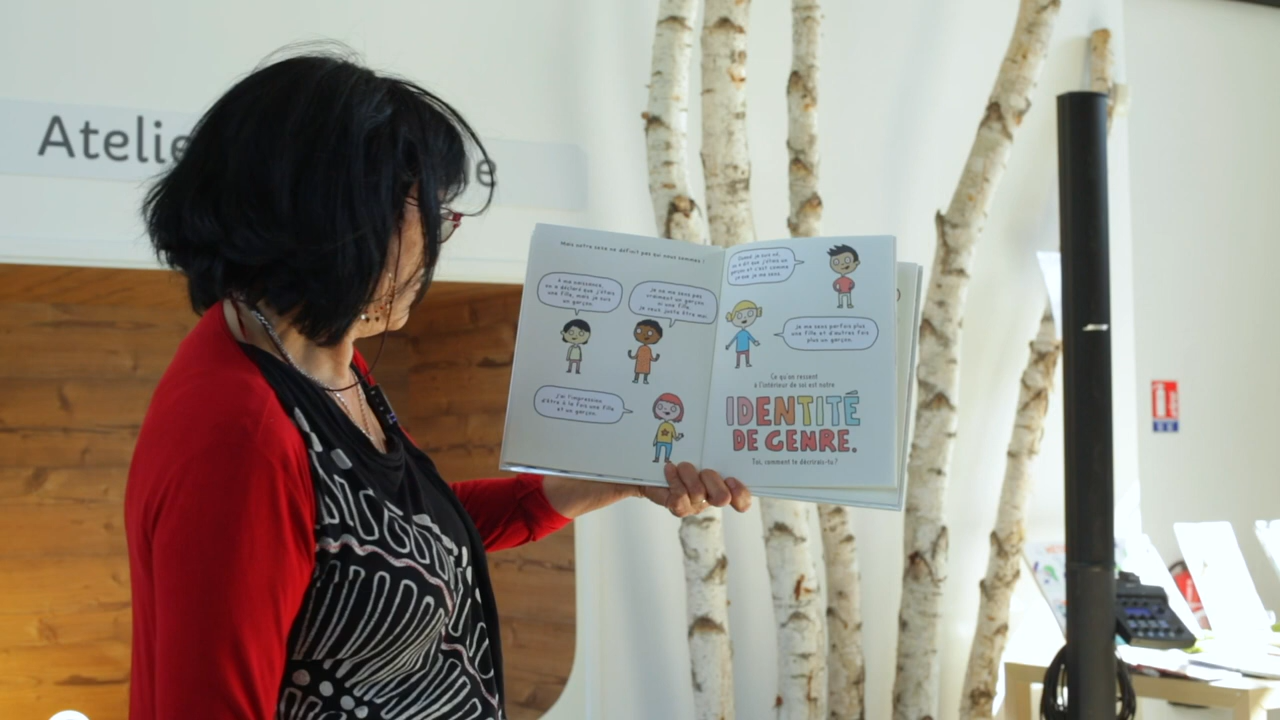 Atelie
e
Mais notre sexe ne définit pas qui nous sommes !
À ma naissance,
on a déclaré que j'étais
une fille, mais je suis
un garçon.
Je ne me sens pas
vraiment un garçon
ni une fille.
Je veux juste être moi.
J'ai l'impression
d'être à la fois une fille
et un garçon.
Quand je suis né,
on a dit que j'étais un
garçon et c'est comme
ça que je me sens.
Je me sens parfois plus
une fille et d'autres fois
plus un garçon.
Ce qu'on ressent
à l'intérieur de soi est notre
IDENTITÉ
DE GENRE.
Toi, comment te décrirais-tu?